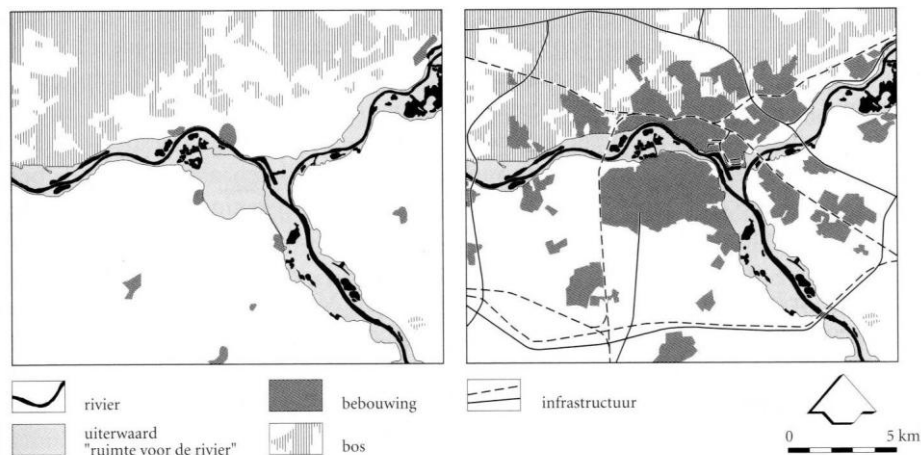 rivier
uiterwaard
"ruimte voor de rivier"
bebouwing
bos
infrastructuur
0 5 km